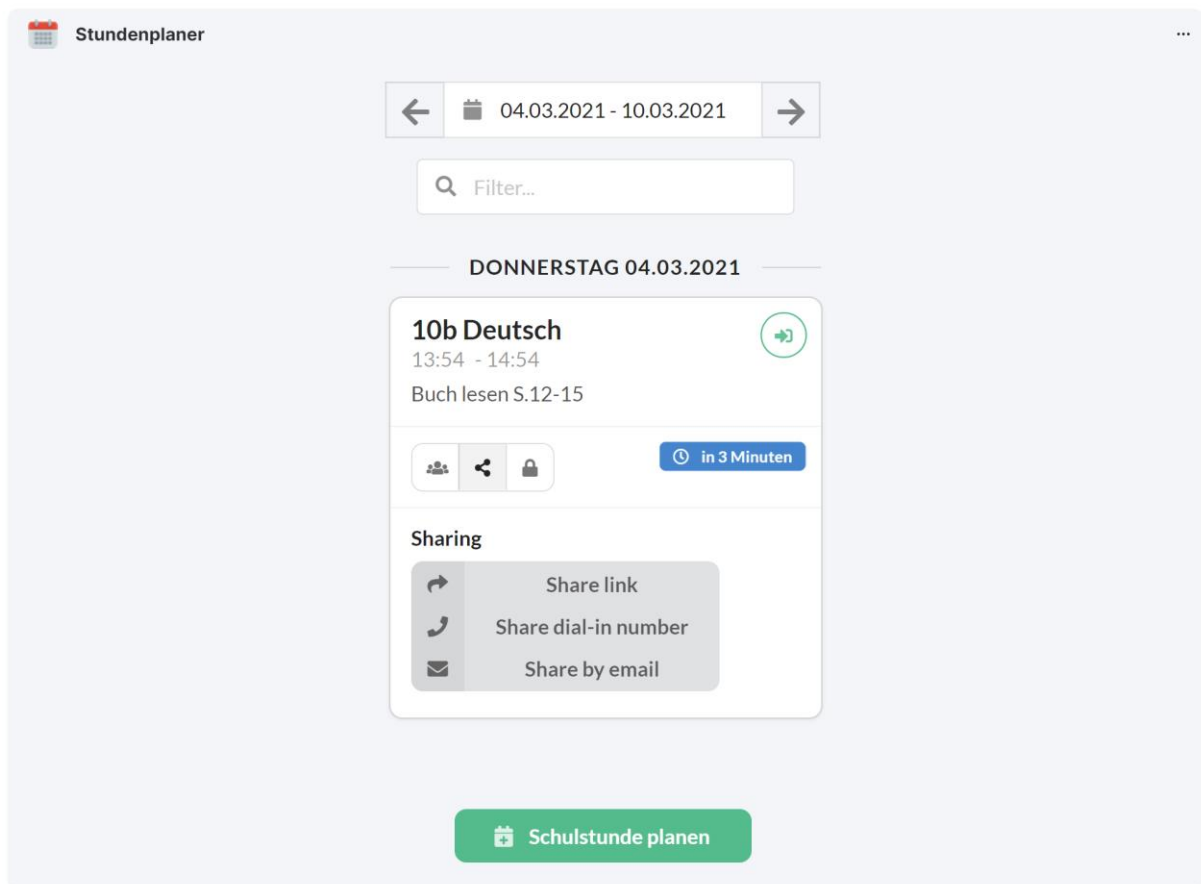 Stundenplaner
...
04.03.2021 - 10.03.2021
Filter...
DONNERSTAG 04.03.2021
10b Deutsch
13:54 - 14:54
Buch lesen S.12-15
in 3 Minuten
Sharing
Share link
Share dial-in number
Share by email
Schulstunde planen